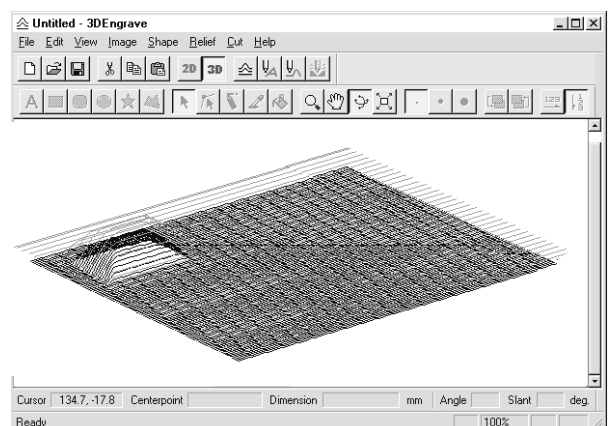 Untitled - 3DEngrave
File Edit View Image Shape Relief Cut Help
2D 3D
A 123
Cursor 134.7, -17.8 Centerpoint Dimension mm Angle Slant deg.
Ready 100%